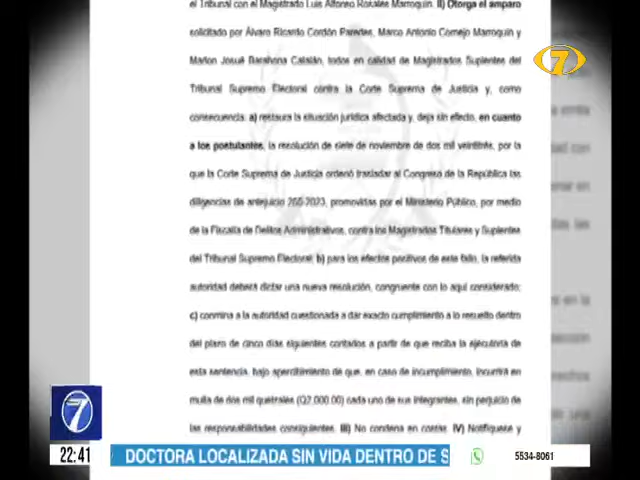 el Tribunal con el Magistrado Luis Alfonso Rosales Marroquín. II) Otorga el amparo
solicitado por Álvaro Ricardo Cordón Paredes, Marco Antonio Cornejo Marroquín y
Marlon Josué Barahona Catalán, todos en calidad de Magistrados Suplentes del
Tribunal Supremo Electoral contra la Corte Suprema de Justicia y, como
consecuencia: a) restaura la situación jurídica afectada y, deja sin efecto, en cuanto
a los postulantes, la resolución de siete de noviembre de dos mil veintitrés, por la
que la Corte Suprema de Justicia ordenó trasladar al Congreso de la República las
diligencias de antejuicio 265-2023, promovidas por el Ministerio Público, por medio
de la Fiscalía de Delitos Administrativos, contra los Magistrados Titulares y Suplentes
del Tribunal Supremo Electoral; b) para los efectos positivos de este fallo, la referida
autoridad deberá dictar una nueva resolución, congruente con lo aquí considerado;
c) conmina a la autoridad cuestionada a dar exacto cumplimiento a lo resuelto dentro
del plazo de cinco días siguientes contados a partir de que reciba la ejecutoria de
esta sentencia, bajo apercibimiento de que, en caso de incumplimiento, incurrirá en
multa de dos mil quetzales (Q2,000.00) cada uno de sus integrantes, sin perjuicio de
las responsabilidades consiguientes. III) No condena en costas. IV) Notifíquese y
7
7
22:41
DOCTORA LOCALIZADA SIN VIDA DENTRO DE S
5534-8061